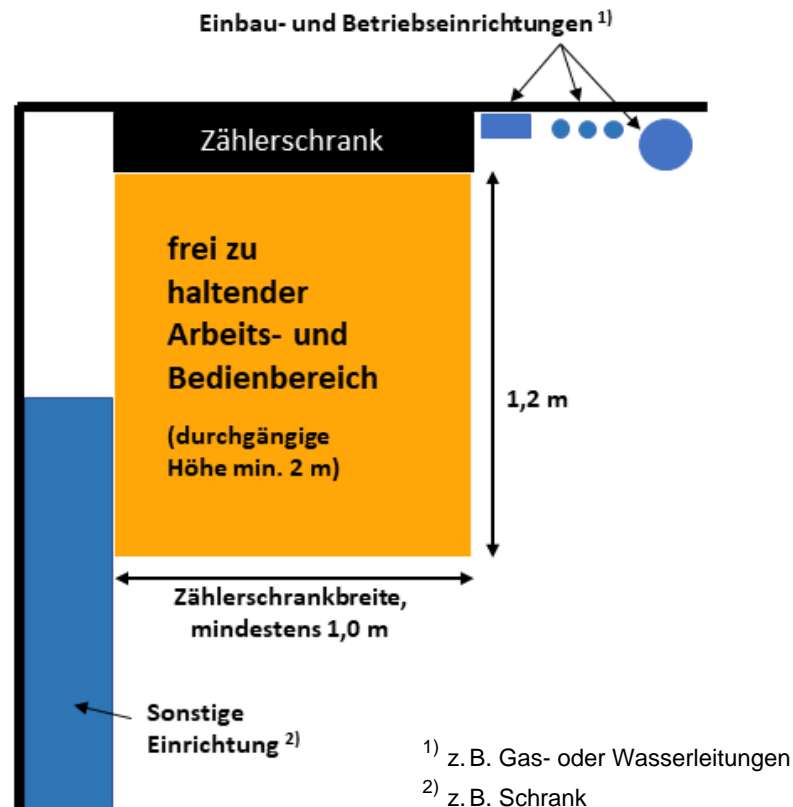 Einbau- und Betriebseinrichtungen 1)
Zählerschrank
frei zu
haltender
Arbeits- und
Bedienbereich
(durchgängige
Höhe min. 2 m)
1,2 m
Zählerschrankbreite,
mindestens 1,0 m
Sonstige
Einrichtung 2)
1) z. B. Gas- oder Wasserleitungen
2) z. B. Schrank